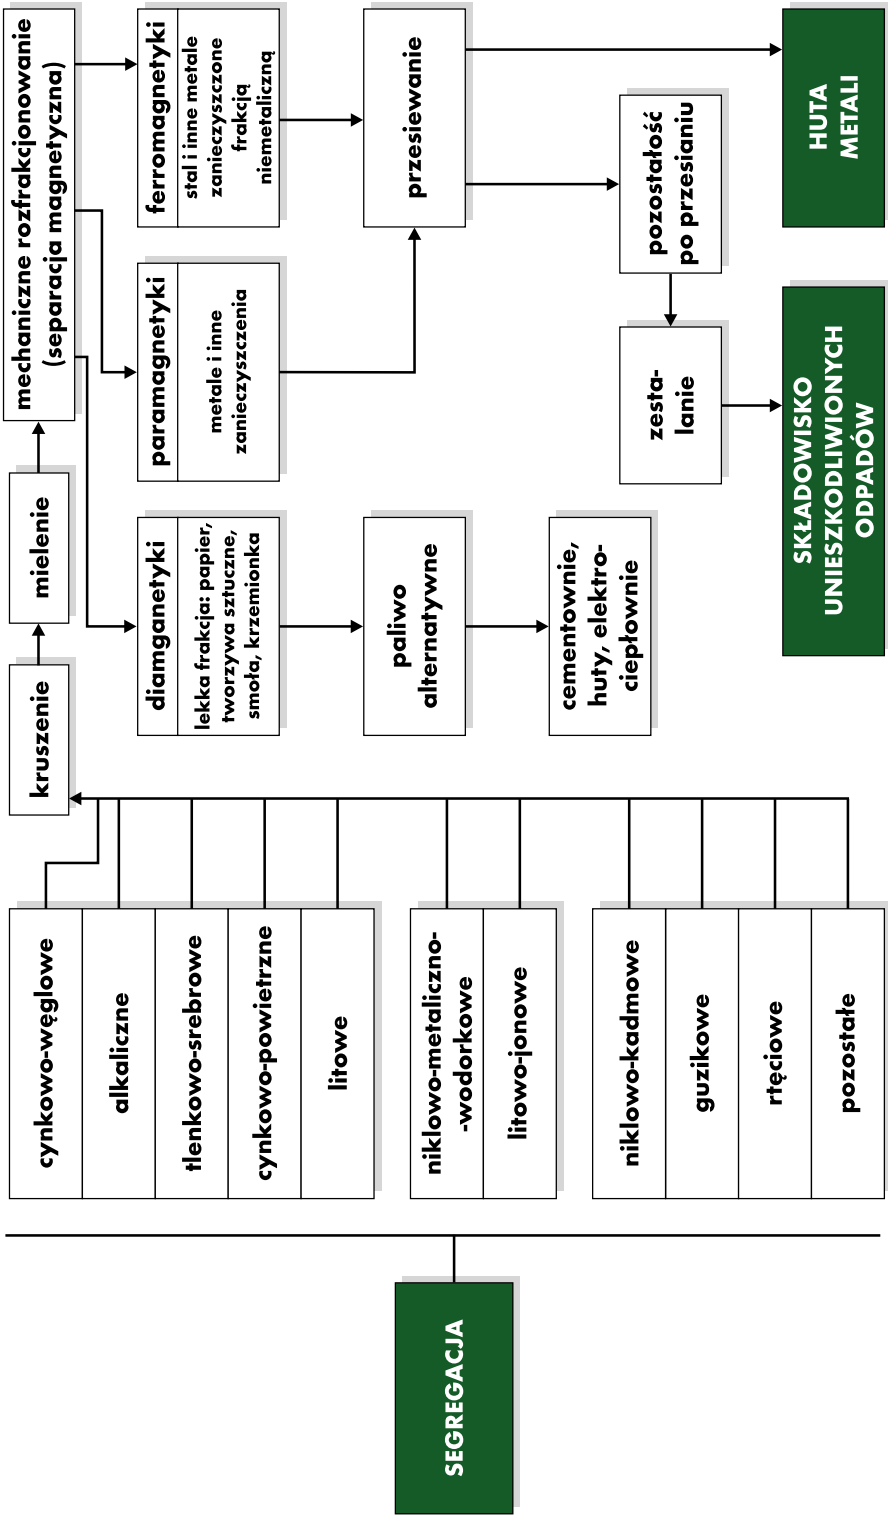 SEGREGACJA
cynkowo-węglowe
alkaliczne
tlenkowo-srebrowe
cynkowo-powietrzne
litowe
niklowo-metaliczno-
-wodorkowe
litowo-jonowe
niklowo-kadmowe
guzikowe
rtęciowe
pozostałe
kruszenie
mielenie
mechaniczne rozfrakcjonowanie
(separacja magnetyczna)
diamganetyki
lekka frakcja: papier,
tworzywa sztuczne,
smoła, krzemionka
paramagnetyki
metale i inne
zanieczyszczenia
ferromagnetyki
stal i inne metale
zanieczyszczone
frakcją
niemetaliczną
paliwo
alternatywne
przesiewanie
cementownie,
huty, elektro-
ciepłownie
zesta-
lanie
pozostałość
po przesianiu
SKŁADOWISKO
UNIESZKODLIWIONYCH
ODPADÓW
HUTA
METALI